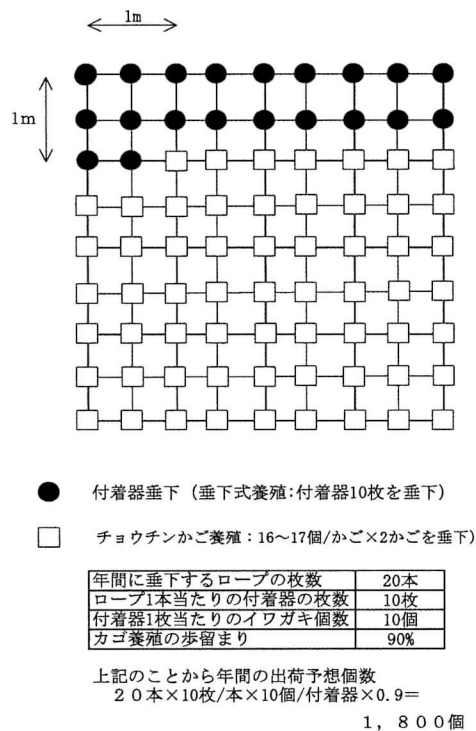 1m
1m
付着器垂下 (垂下式養殖:付着器10枚を垂下)
チョウチンかご養殖:16～17個/かご×2かごを垂下)
年間に垂下するロープの枚数 20本
ロープ1本当たりの付着器の枚数 10枚
付着器1枚当たりのイワガキ個数 10個
カゴ養殖の歩留まり 90%
上記のことから年間の出荷予想個数
２０本×10枚/本×10個/付着器×0.9＝
１，８００個